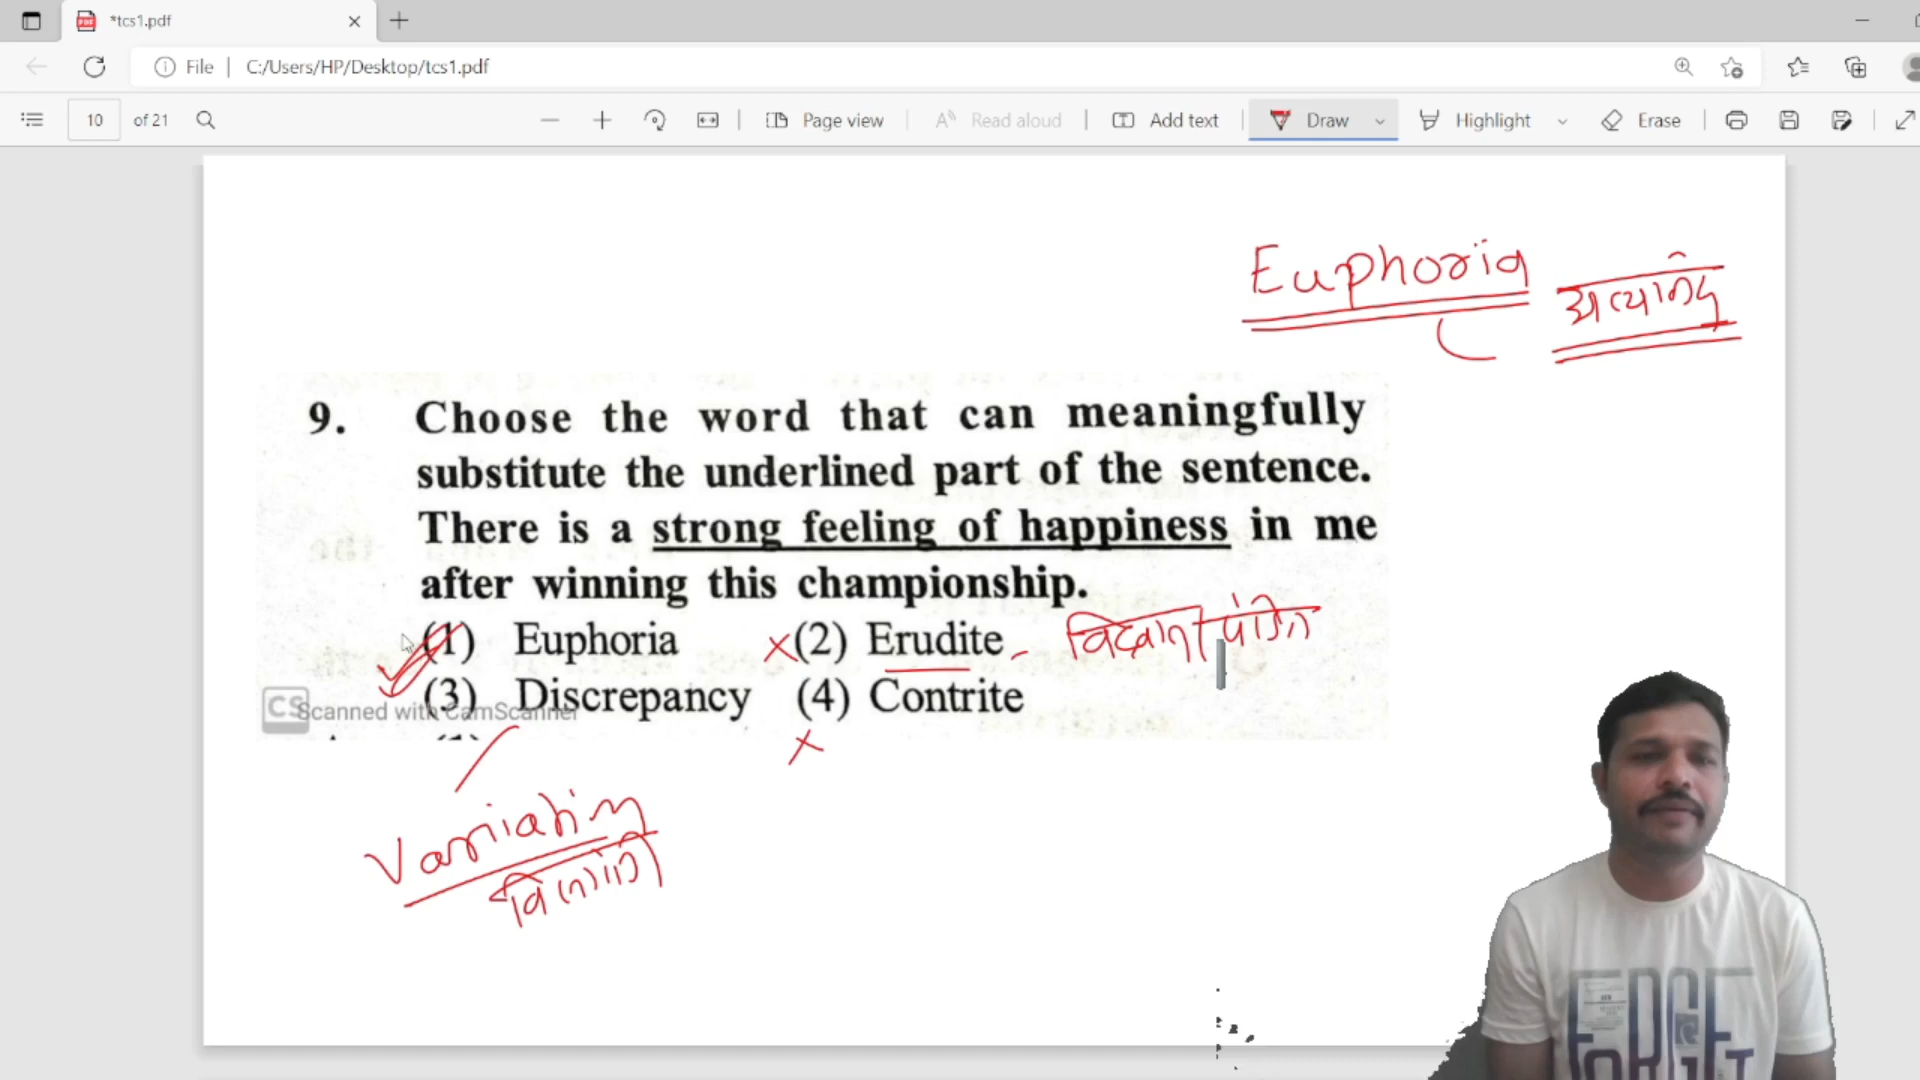 *tcs1.pdf
File | C:/Users/HP/Desktop/tcs1.pdf
10 of 21 Page view Read aloud Add text Draw Highlight Erase
Euphoria
9. Choose the word that can meaningfully
substitute the underlined part of the sentence.
There is a strong feeling of happiness in me
after winning this championship.
(1) Euphoria ×(2) Erudite - विद्वान
(3) Discrepancy (4) Contrite
CS Scanned with CamScanner
×
FORGET